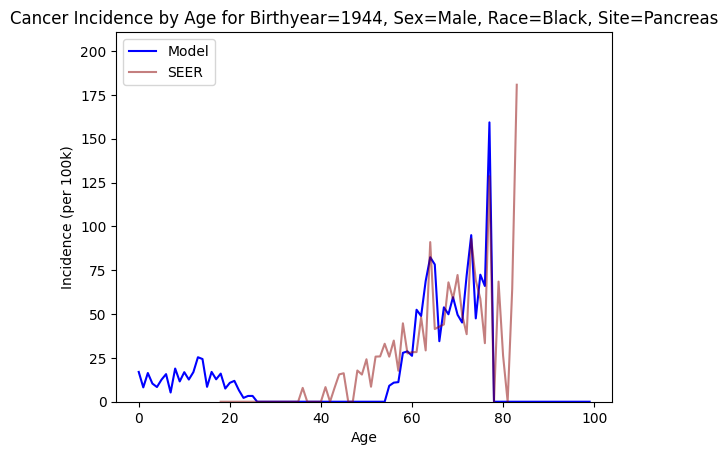 Cancer Incidence by Age for Birthyear=1944, Sex=Male, Race=Black, Site=Pancreas
Model
SEER
Incidence (per 100k)
200
175
150
125
100
75
50
25
0
0 20 40 60 80 100
Age